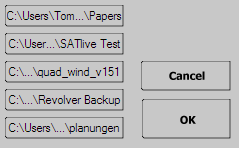 C:\Users\Tom...\Papers
C:\User...\SATlive Test
C:\...\quad_wind_v151
C:\...\Revolver Backup
C:\Users\...\planungen
Cancel
OK